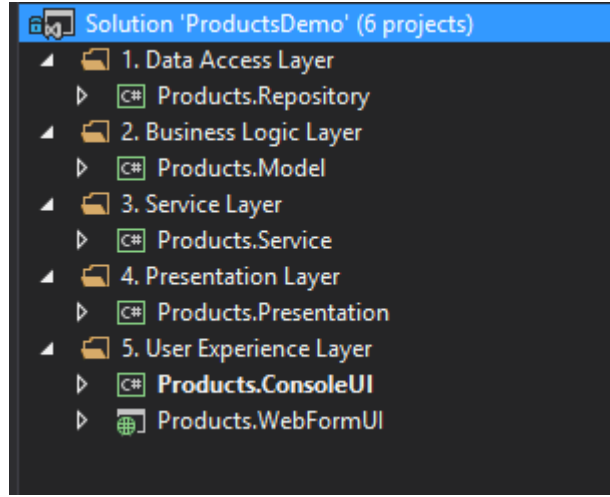 Solution 'ProductsDemo' (6 projects)
1. Data Access Layer
C# Products.Repository
2. Business Logic Layer
C# Products.Model
3. Service Layer
C# Products.Service
4. Presentation Layer
C# Products.Presentation
5. User Experience Layer
C# Products.ConsoleUI
Products.WebFormUI